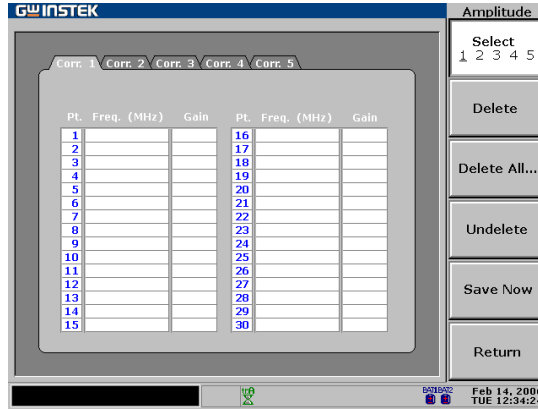 GWINSTEK
Amplitude
Select
1 2 3 4 5
Corr. 1 Corr. 2 Corr. 3 Corr. 4 Corr. 5
Delete
Pt. Freq. (MHz) Gain Pt. Freq. (MHz) Gain
1 16
2 17
3 18
4 19
5 20
6 21
7 22
8 23
9 24
10 25
11 26
12 27
13 28
14 29
15 30
Delete All...
Undelete
Save Now
Return
BAT1BAT2
Feb 14, 200
TUE 12:34:2